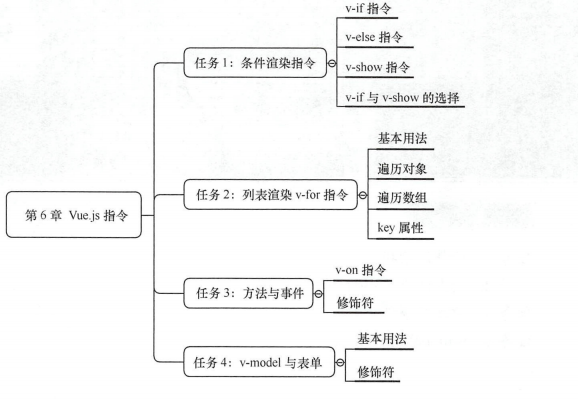 第 6 章 Vue.js 指令
任务 1：条件渲染指令
v-if 指令
v-else 指令
v-show 指令
v-if 与 v-show 的选择
任务 2：列表渲染 v-for 指令
基本用法
遍历对象
遍历数组
key 属性
任务 3：方法与事件
v-on 指令
修饰符
任务 4：v-model 与表单
基本用法
修饰符